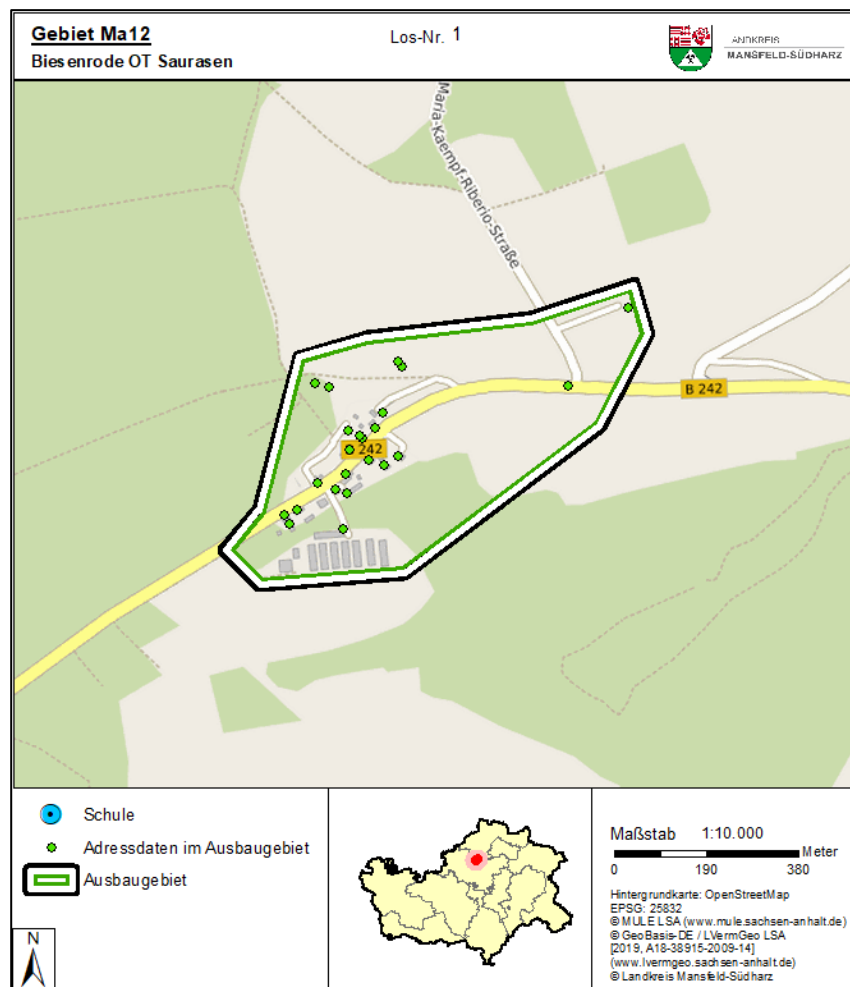 Gebiet Ma12
Biesenrode OT Saurasen
Los-Nr. 1
ANDKREIS
MANSFELD-SÜDHARZ
Maria-Kaempf-Riberio-Straße
B 242
242
Schule
Adressdaten im Ausbaugebiet
Ausbaugebiet
N
Maßstab 1:10.000
Meter
0 190 380
Hintergrundkarte: OpenStreetMap
EPSG: 25832
© MULE LSA (www.mule.sachsen-anhalt.de)
© GeoBasis-DE / LVermGeo LSA
[2019, A18-38915-2009-14]
(www.lvermgeo.sachsen-anhalt.de)
© Landkreis Mansfeld-Südharz